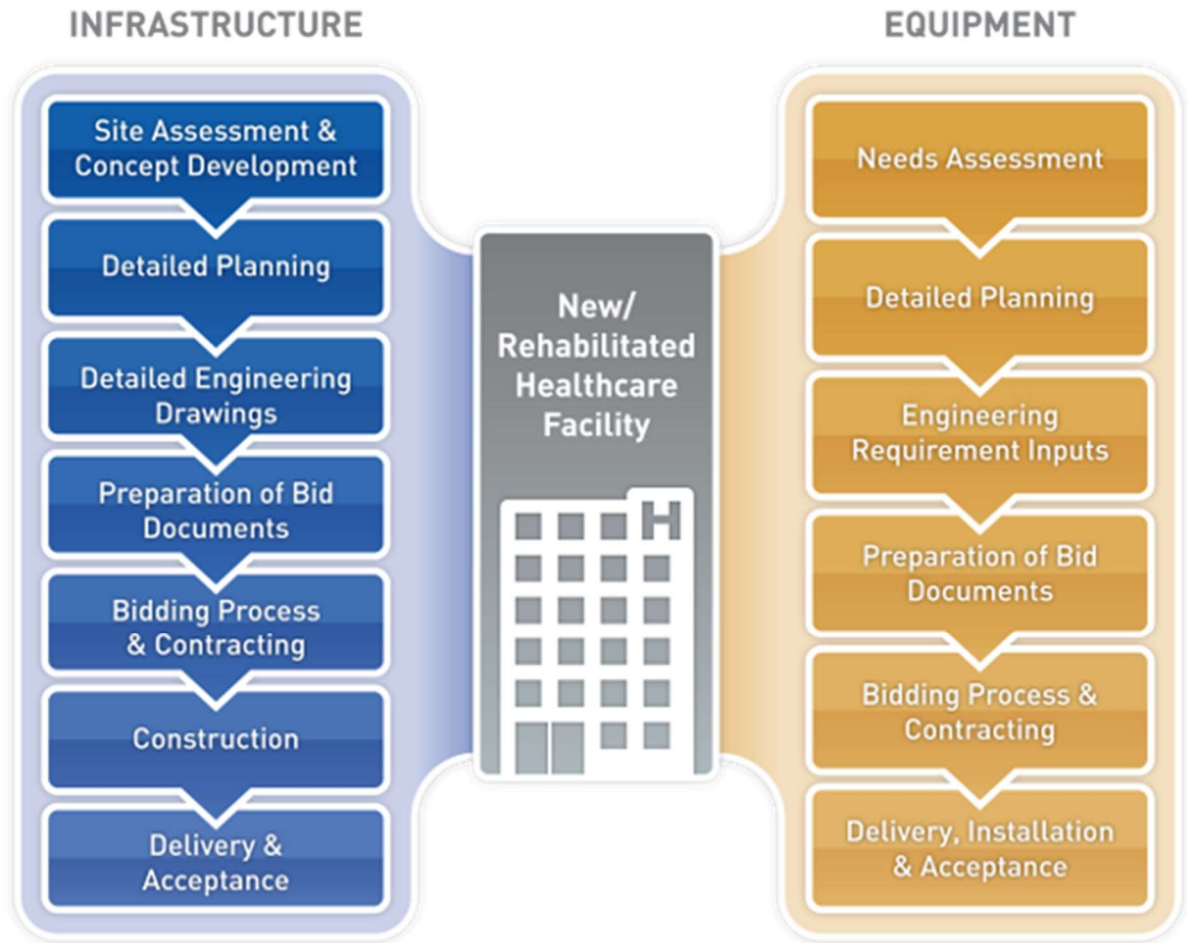 INFRASTRUCTURE
Site Assessment &
Concept Development
Detailed Planning
Detailed Engineering
Drawings
Preparation of Bid
Documents
Bidding Process
& Contracting
Construction
Delivery &
Acceptance
New/
Rehabilitated
Healthcare
Facility
H
EQUIPMENT
Needs Assessment
Detailed Planning
Engineering
Requirement Inputs
Preparation of Bid
Documents
Bidding Process &
Contracting
Delivery, Installation
& Acceptance